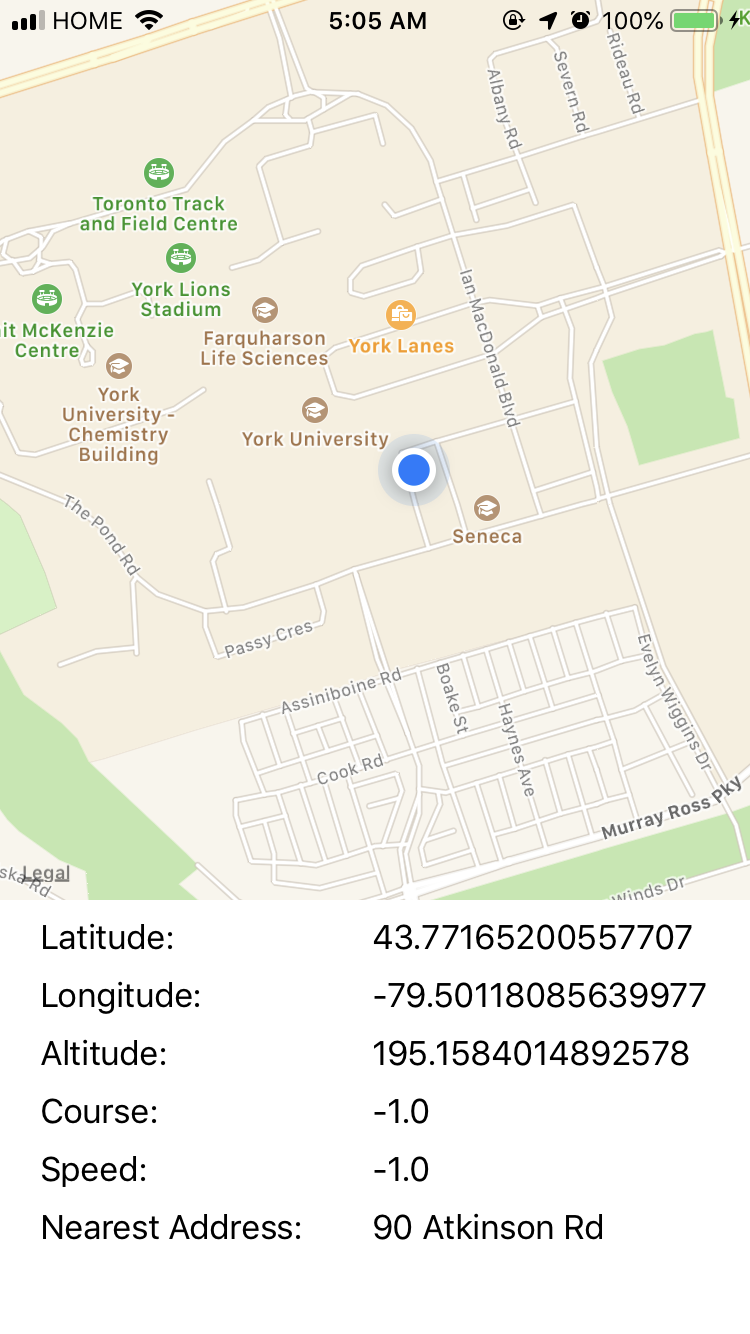 HOME 5:05 AM 100%
K
Rideau Rd
Severn Rd
Albany Rd
Toronto Track
and Field Centre
York Lions
Stadium
it McKenzie
Centre
Farquharson
Life Sciences
York Lanes
Ian MacDonald Blvd
York
University -
Chemistry
Building
York University
Seneca
The Pond Rd
Passy Cres
Assiniboine Rd
Boake St
Evelyn Wiggins Dr
Haynes Ave
Cook Rd
Murray Ross Pky
ska Rd
Legal
Winds Dr
Latitude: 43.77165200557707
Longitude: -79.50118085639977
Altitude: 195.1584014892578
Course: -1.0
Speed: -1.0
Nearest Address: 90 Atkinson Rd